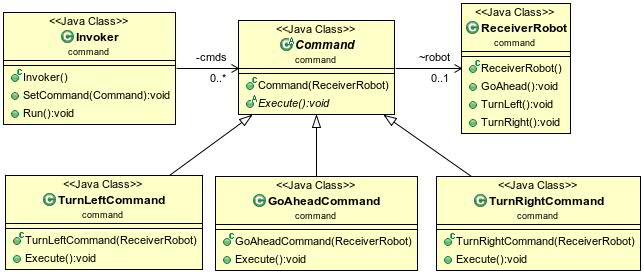 <<Java Class>>
Invoker
command
Invoker()
SetCommand(Command):void
Run():void
-cmds
0..*
<<Java Class>>
Command
command
Command(ReceiverRobot)
Execute():void
~robot
0..1
<<Java Class>>
ReceiverRobot
command
ReceiverRobot()
GoAhead():void
TurnLeft():void
TurnRight():void
<<Java Class>>
TurnLeftCommand
command
TurnLeftCommand(ReceiverRobot)
Execute():void
<<Java Class>>
GoAheadCommand
command
GoAheadCommand(ReceiverRobot)
Execute():void
<<Java Class>>
TurnRightCommand
command
TurnRightCommand(ReceiverRobot)
Execute():void